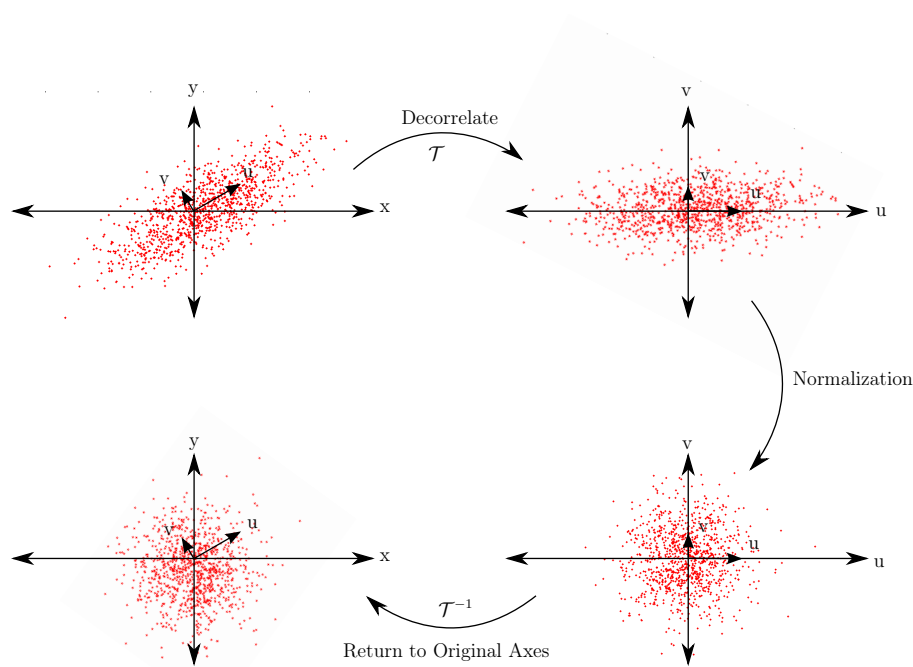 y
Decorrelate
𝒯
u
v
x
v
v
u
u
Normalization
y
u
v
x
𝒯⁻¹
Return to Original Axes
v
v
u
u